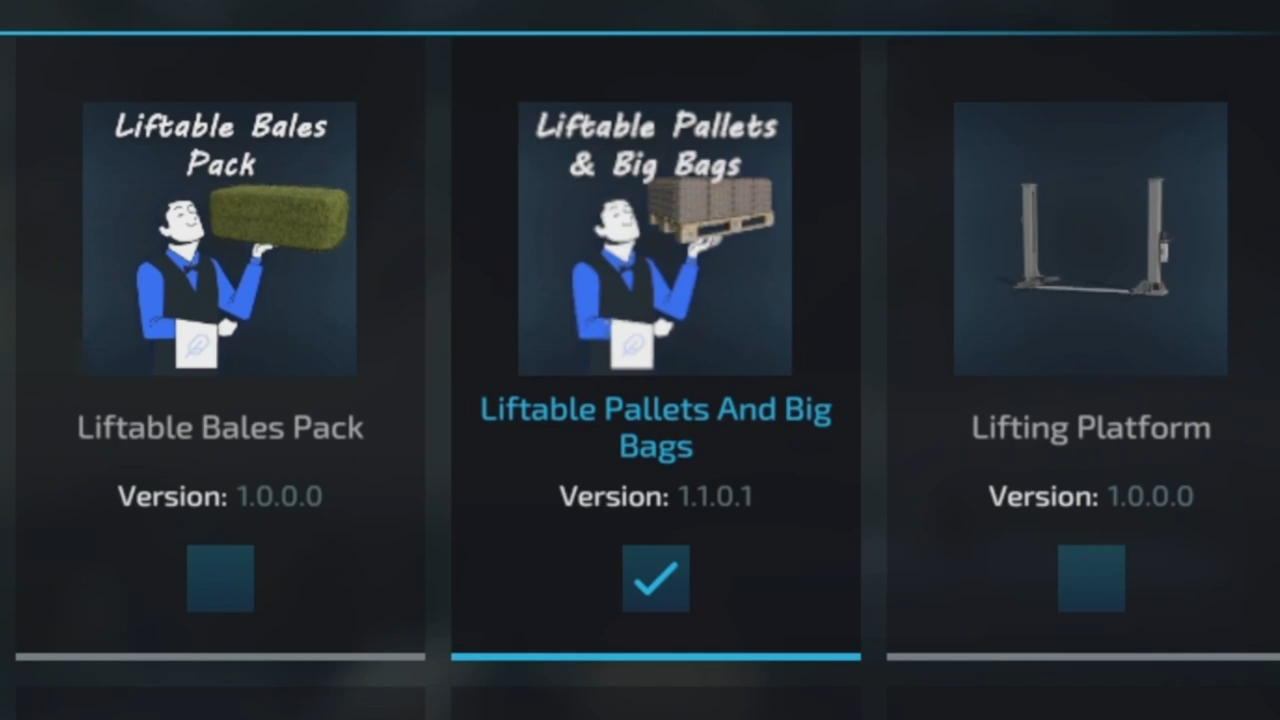 Liftable Bales
Pack
Liftable Pallets
& Big Bags
Liftable Bales Pack
Liftable Pallets And Big
Bags
Lifting Platform
Version: 1.0.0.0
Version: 1.1.0.1
Version: 1.0.0.0